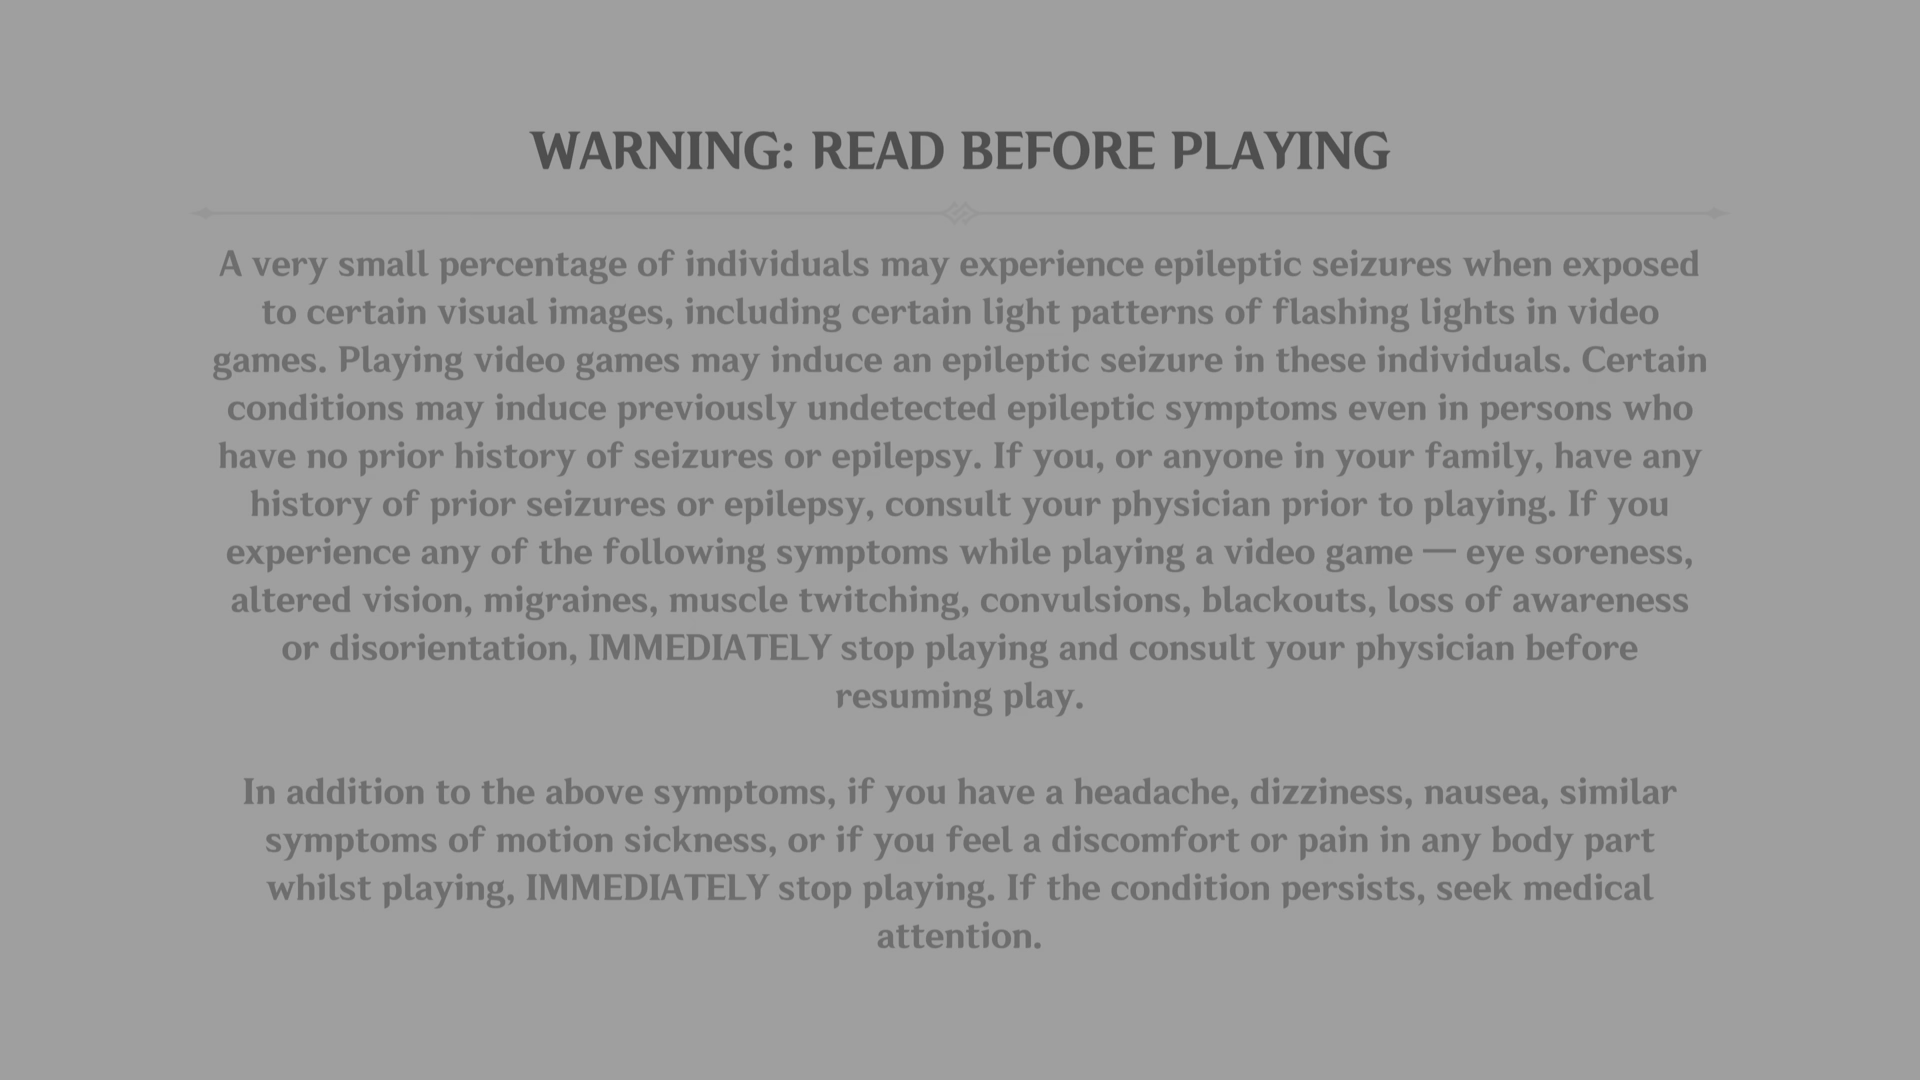 WARNING: READ BEFORE PLAYING
A very small percentage of individuals may experience epileptic seizures when exposed
to certain visual images, including certain light patterns of flashing lights in video
games. Playing video games may induce an epileptic seizure in these individuals. Certain
conditions may induce previously undetected epileptic symptoms even in persons who
have no prior history of seizures or epilepsy. If you, or anyone in your family, have any
history of prior seizures or epilepsy, consult your physician prior to playing. If you
experience any of the following symptoms while playing a video game — eye soreness,
altered vision, migraines, muscle twitching, convulsions, blackouts, loss of awareness
or disorientation, IMMEDIATELY stop playing and consult your physician before
resuming play.
In addition to the above symptoms, if you have a headache, dizziness, nausea, similar
symptoms of motion sickness, or if you feel a discomfort or pain in any body part
whilst playing, IMMEDIATELY stop playing. If the condition persists, seek medical
attention.